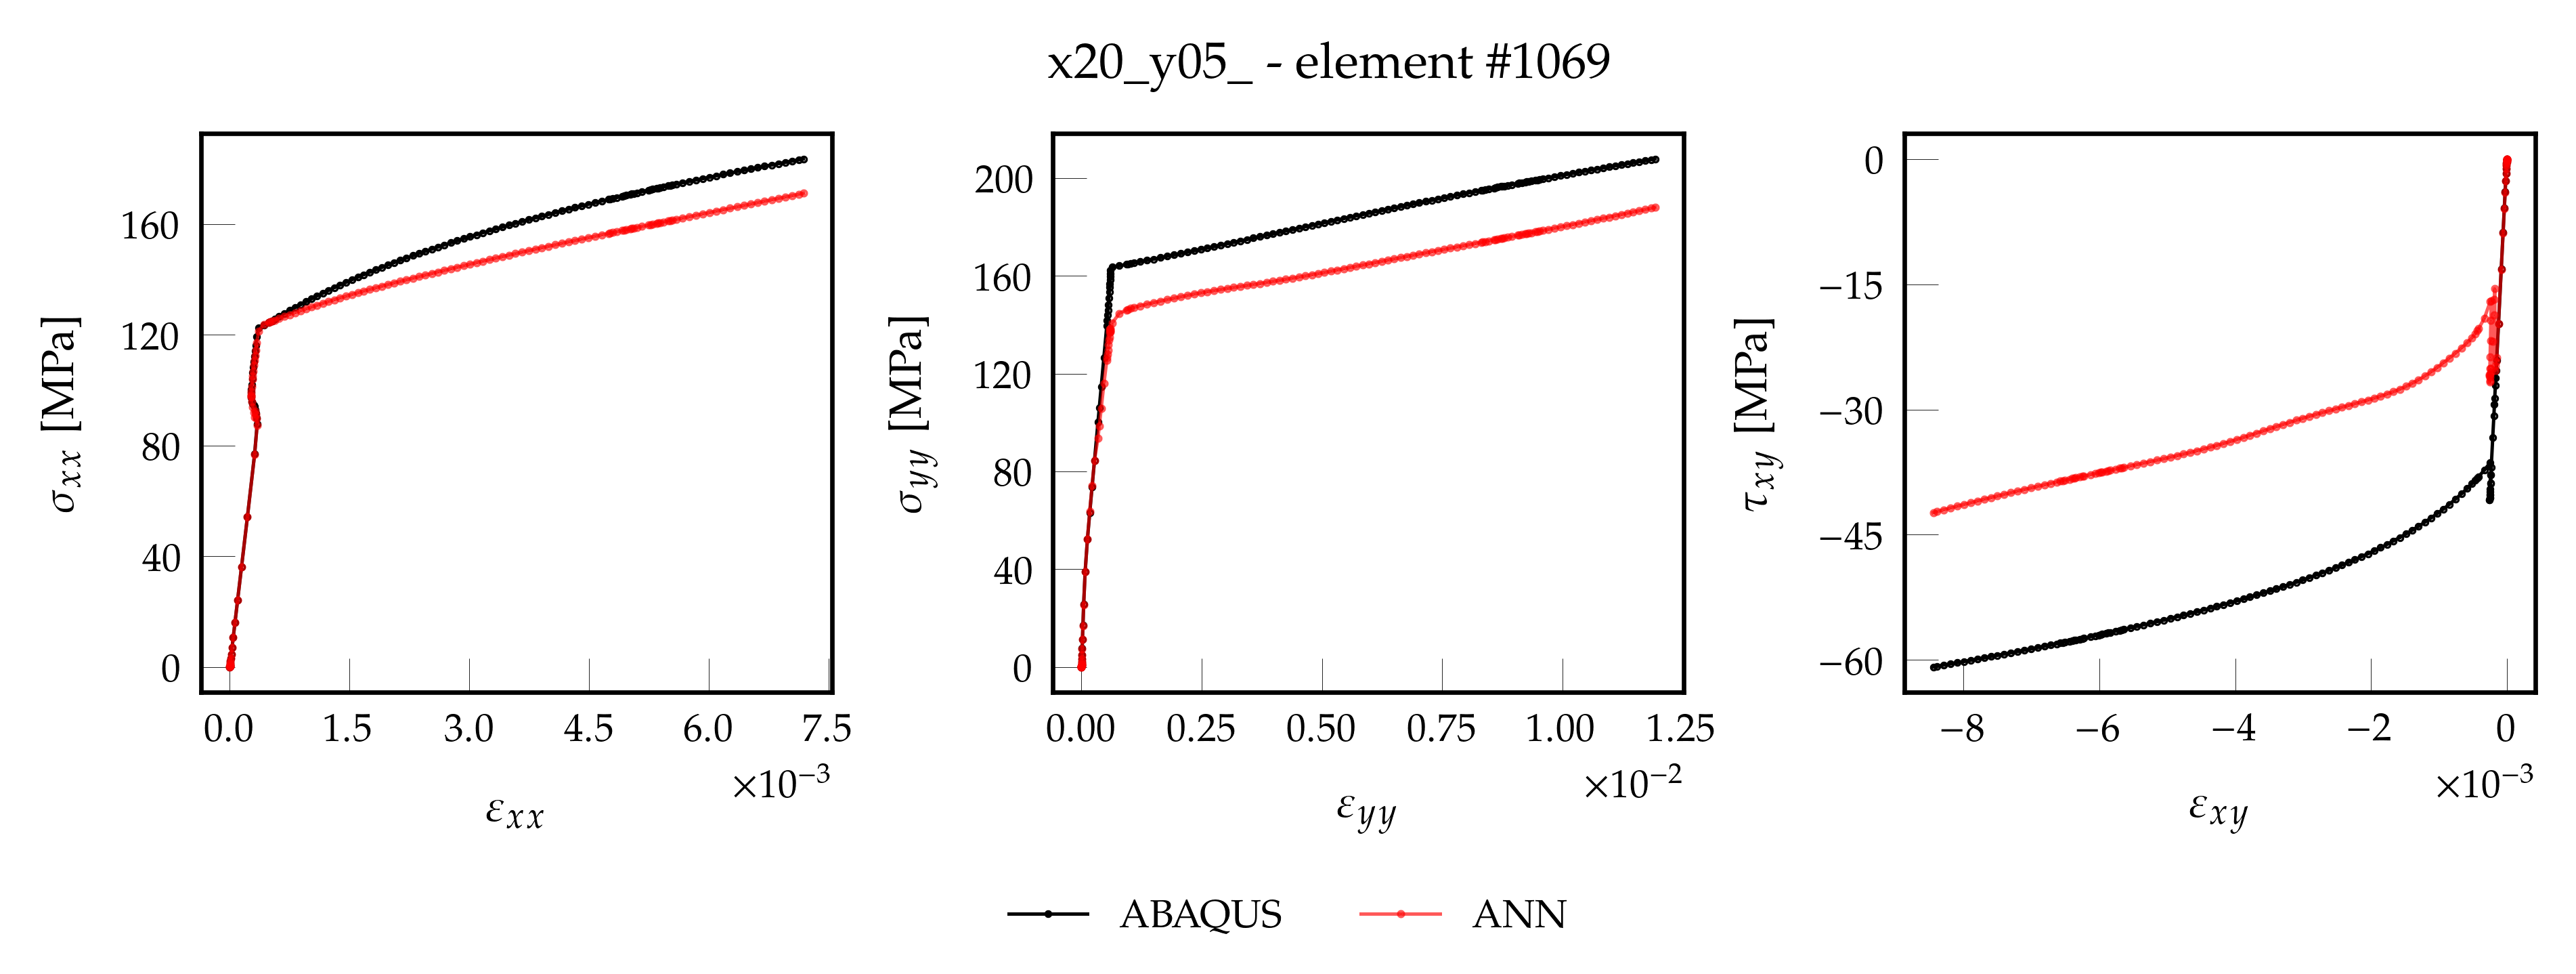 x20_y05_ - element #1069
σxx [MPa]
160
120
80
40
0
0.0 1.5 3.0 4.5 6.0 7.5
×10−3
εxx
σyy [MPa]
200
160
120
80
40
0
0.00 0.25 0.50 0.75 1.00 1.25
×10−2
εyy
τxy [MPa]
0
−15
−30
−45
−60
−8 −6 −4 −2 0
×10−3
εxy
ABAQUS ANN